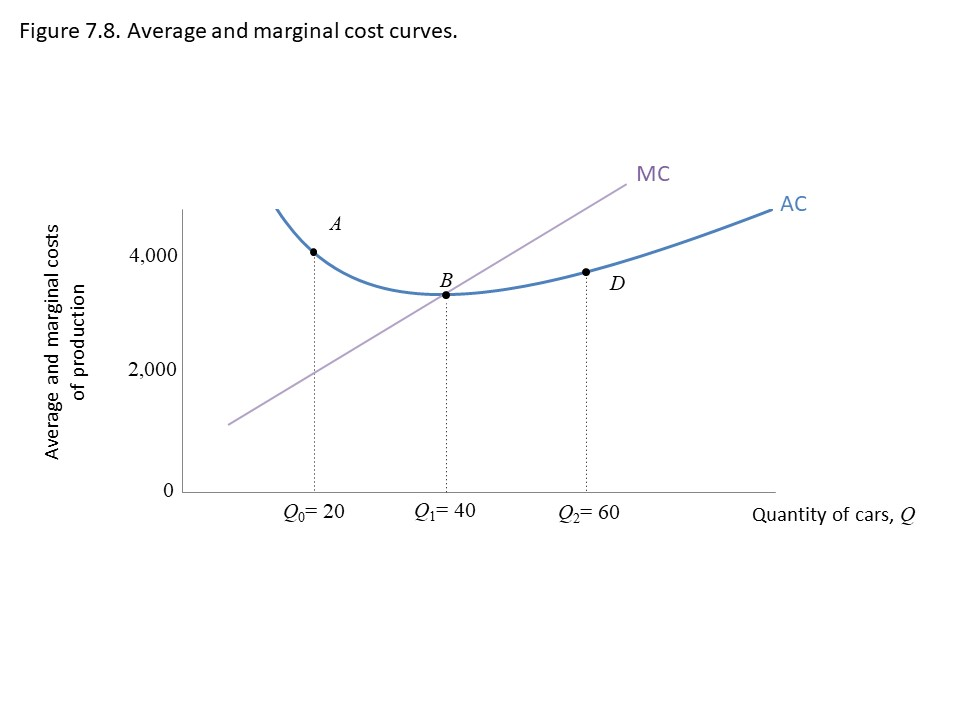 Figure 7.8. Average and marginal cost curves.
MC
AC
A
4,000
B
D
Average and marginal costs
of production
2,000
0
Q₀= 20
Q₁= 40
Q₂= 60
Quantity of cars, Q